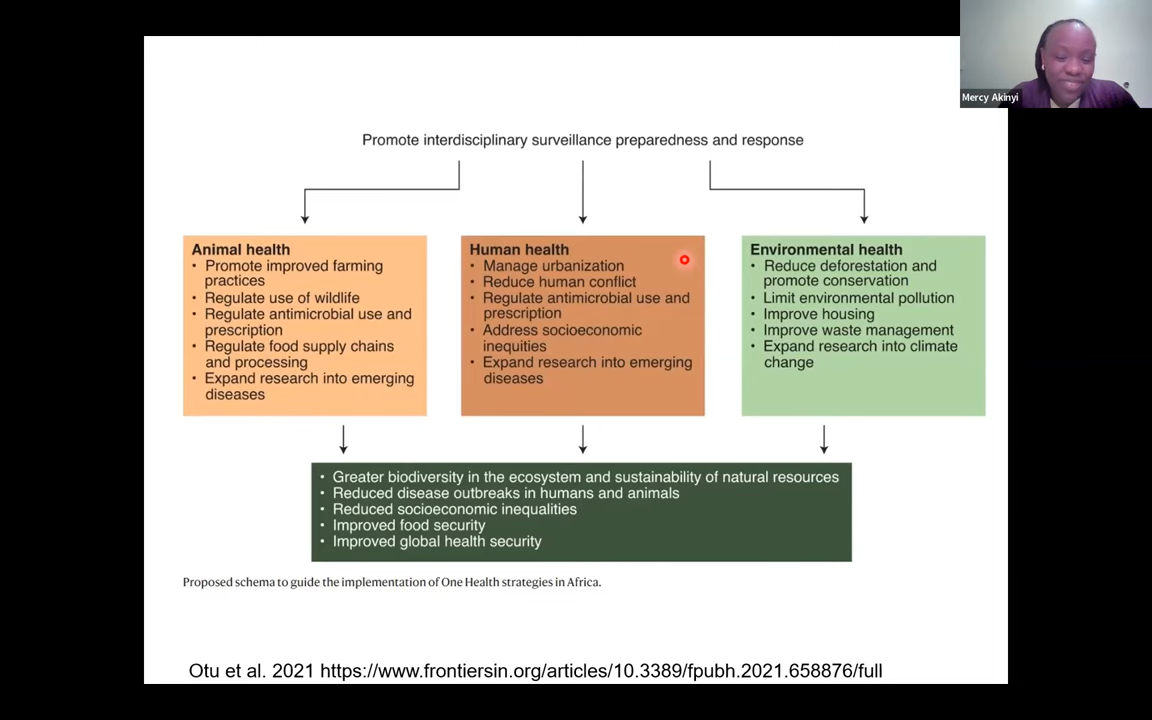 Mercy Akinyi
Promote interdisciplinary surveillance preparedness and response
Animal health
• Promote improved farming
practices
• Regulate use of wildlife
• Regulate antimicrobial use and
prescription
• Regulate food supply chains
and processing
• Expand research into emerging
diseases
Human health
• Manage urbanization
• Reduce human conflict
• Regulate antimicrobial use and
prescription
• Address socioeconomic
inequities
• Expand research into emerging
diseases
Environmental health
• Reduce deforestation and
promote conservation
• Limit environmental pollution
• Improve housing
• Improve waste management
• Expand research into climate
change
• Greater biodiversity in the ecosystem and sustainability of natural resources
• Reduced disease outbreaks in humans and animals
• Reduced socioeconomic inequalities
• Improved food security
• Improved global health security
Proposed schema to guide the implementation of One Health strategies in Africa.
Otu et al. 2021 https://www.frontiersin.org/articles/10.3389/fpubh.2021.658876/full